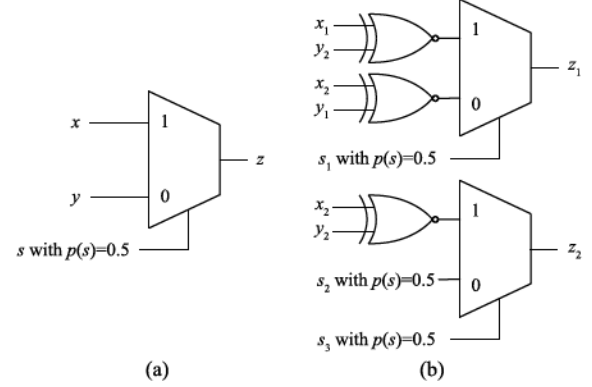 x
1
z
y
0
s with p(s)=0.5
(a)
x₁
y₂
1
z₁
x₂
y₁
0
s₁ with p(s)=0.5
x₂
y₂
1
z₂
s₂ with p(s)=0.5
0
s₃ with p(s)=0.5
(b)